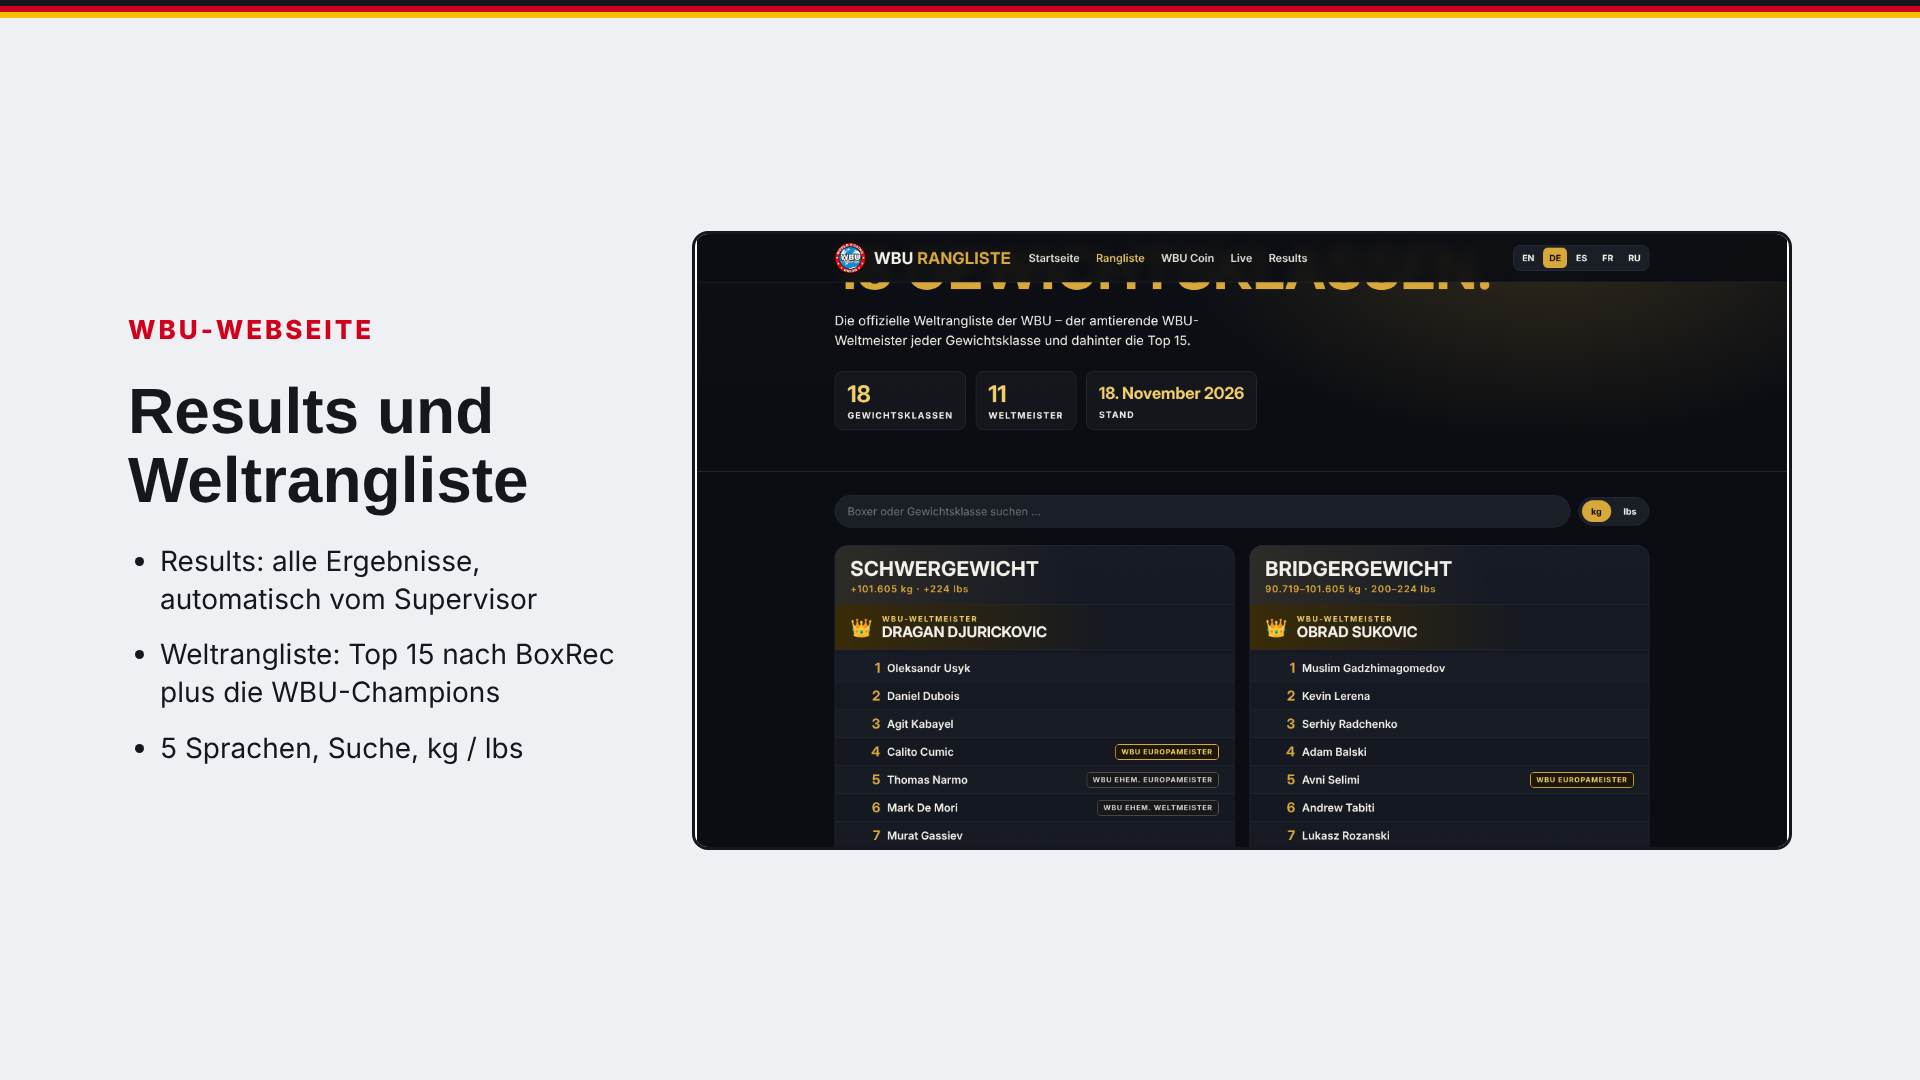 WBU-WEBSEITE
Results und
Weltrangliste
Results: alle Ergebnisse,
automatisch vom Supervisor
Weltrangliste: Top 15 nach BoxRec
plus die WBU-Champions
5 Sprachen, Suche, kg / lbs
WBU
WBU RANGLISTE Startseite Rangliste WBU Coin Live Results EN DE ES FR RU
Die offizielle Weltrangliste der WBU – der amtierende WBU-
Weltmeister jeder Gewichtsklasse und dahinter die Top 15.
18 11 18. November 2026
GEWICHTSKLASSEN WELTMEISTER STAND
Boxer oder Gewichtsklasse suchen ... kg lbs
SCHWERGEWICHT
+101.605 kg · +224 lbs
WBU-WELTMEISTER
DRAGAN DJURICKOVIC
1 Oleksandr Usyk
2 Daniel Dubois
3 Agit Kabayel
4 Calito Cumic WBU EUROPAMEISTER
5 Thomas Narmo WBU EHEM. EUROPAMEISTER
6 Mark De Mori WBU EHEM. WELTMEISTER
7 Murat Gassiev
BRIDGERGEWICHT
90.719–101.605 kg · 200–224 lbs
WBU-WELTMEISTER
OBRAD SUKOVIC
1 Muslim Gadzhimagomedov
2 Kevin Lerena
3 Serhiy Radchenko
4 Adam Balski
5 Avni Selimi WBU EUROPAMEISTER
6 Andrew Tabiti
7 Lukasz Rozanski